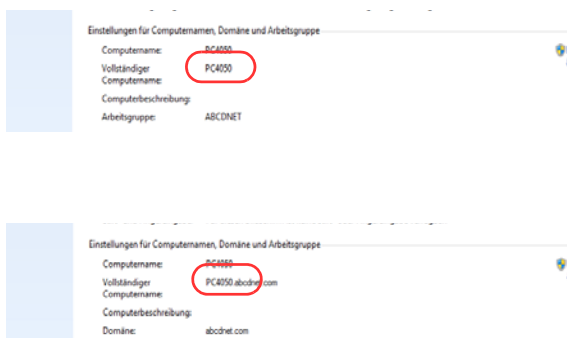 Einstellungen für Computernamen, Domäne und Arbeitsgruppe
Computername: PC4050
Vollständiger PC4050
Computername:
Computerbeschreibung:
Arbeitsgruppe: ABCDNET
Einstellungen für Computernamen, Domäne und Arbeitsgruppe
Computername: PC4050
Vollständiger PC4050.abcdnet.com
Computername:
Computerbeschreibung:
Domäne: abcdnet.com